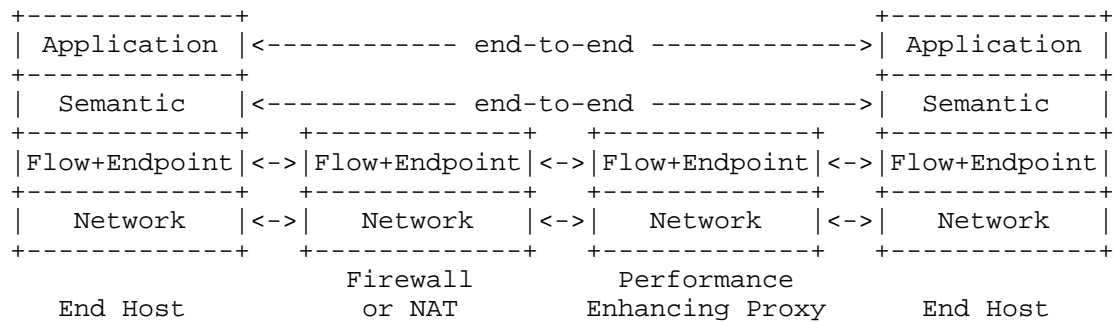 +-------------+                                      +-------------+
| Application |<------------ end-to-end ------------->| Application |
+-------------+                                      +-------------+
|  Semantic   |<------------ end-to-end ------------->|  Semantic   |
+-------------+   +-------------+   +-------------+   +-------------+
|Flow+Endpoint|<->|Flow+Endpoint|<->|Flow+Endpoint|<->|Flow+Endpoint|
+-------------+   +-------------+   +-------------+   +-------------+
|   Network   |<->|   Network   |<->|   Network   |<->|   Network   |
+-------------+   +-------------+   +-------------+   +-------------+
Firewall Performance
End Host or NAT Enhancing Proxy End Host